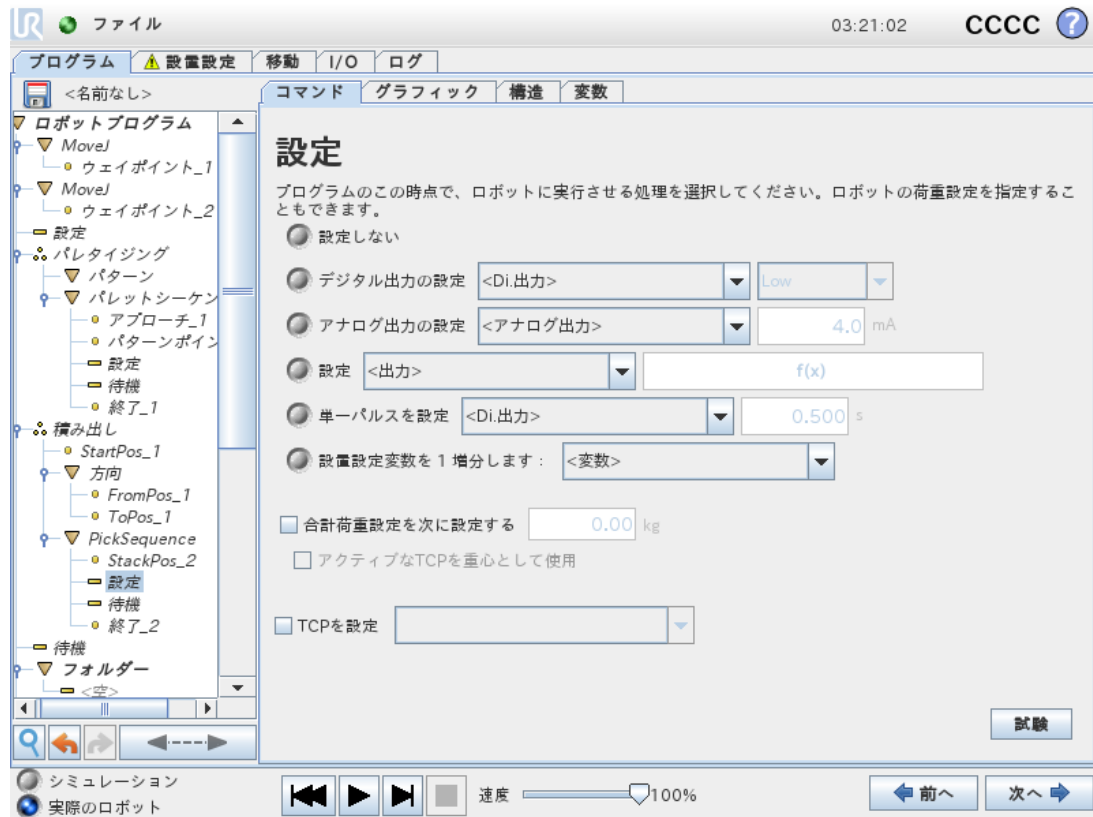 UR ファイル 03:21:02 CCCC ?
プログラム 設置設定 移動 I/O ログ
<名前なし>
コマンド グラフィック 構造 変数
ロボットプログラム
MoveJ
ウェイポイント_1
MoveJ
ウェイポイント_2
設定
パレタイジング
パターン
パレットシーケン
アプローチ_1
パターンポイン
設定
待機
終了_1
積み出し
StartPos_1
方向
FromPos_1
ToPos_1
PickSequence
StackPos_2
設定
待機
終了_2
待機
フォルダー
<空>
設定
プログラムのこの時点で、ロボットに実行させる処理を選択してください。ロボットの荷重設定を指定するこ
ともできます。
設定しない
デジタル出力の設定 <Di.出力> Low
アナログ出力の設定 <アナログ出力> 4.0 mA
設定 <出力> f(x)
単一パルスを設定 <Di.出力> 0.500 s
設置設定変数を 1 増分します： <変数>
合計荷重設定を次に設定する 0.00 kg
アクティブなTCPを重心として使用
TCPを設定
試験
シミュレーション
実際のロボット
速度 100%
前へ 次へ